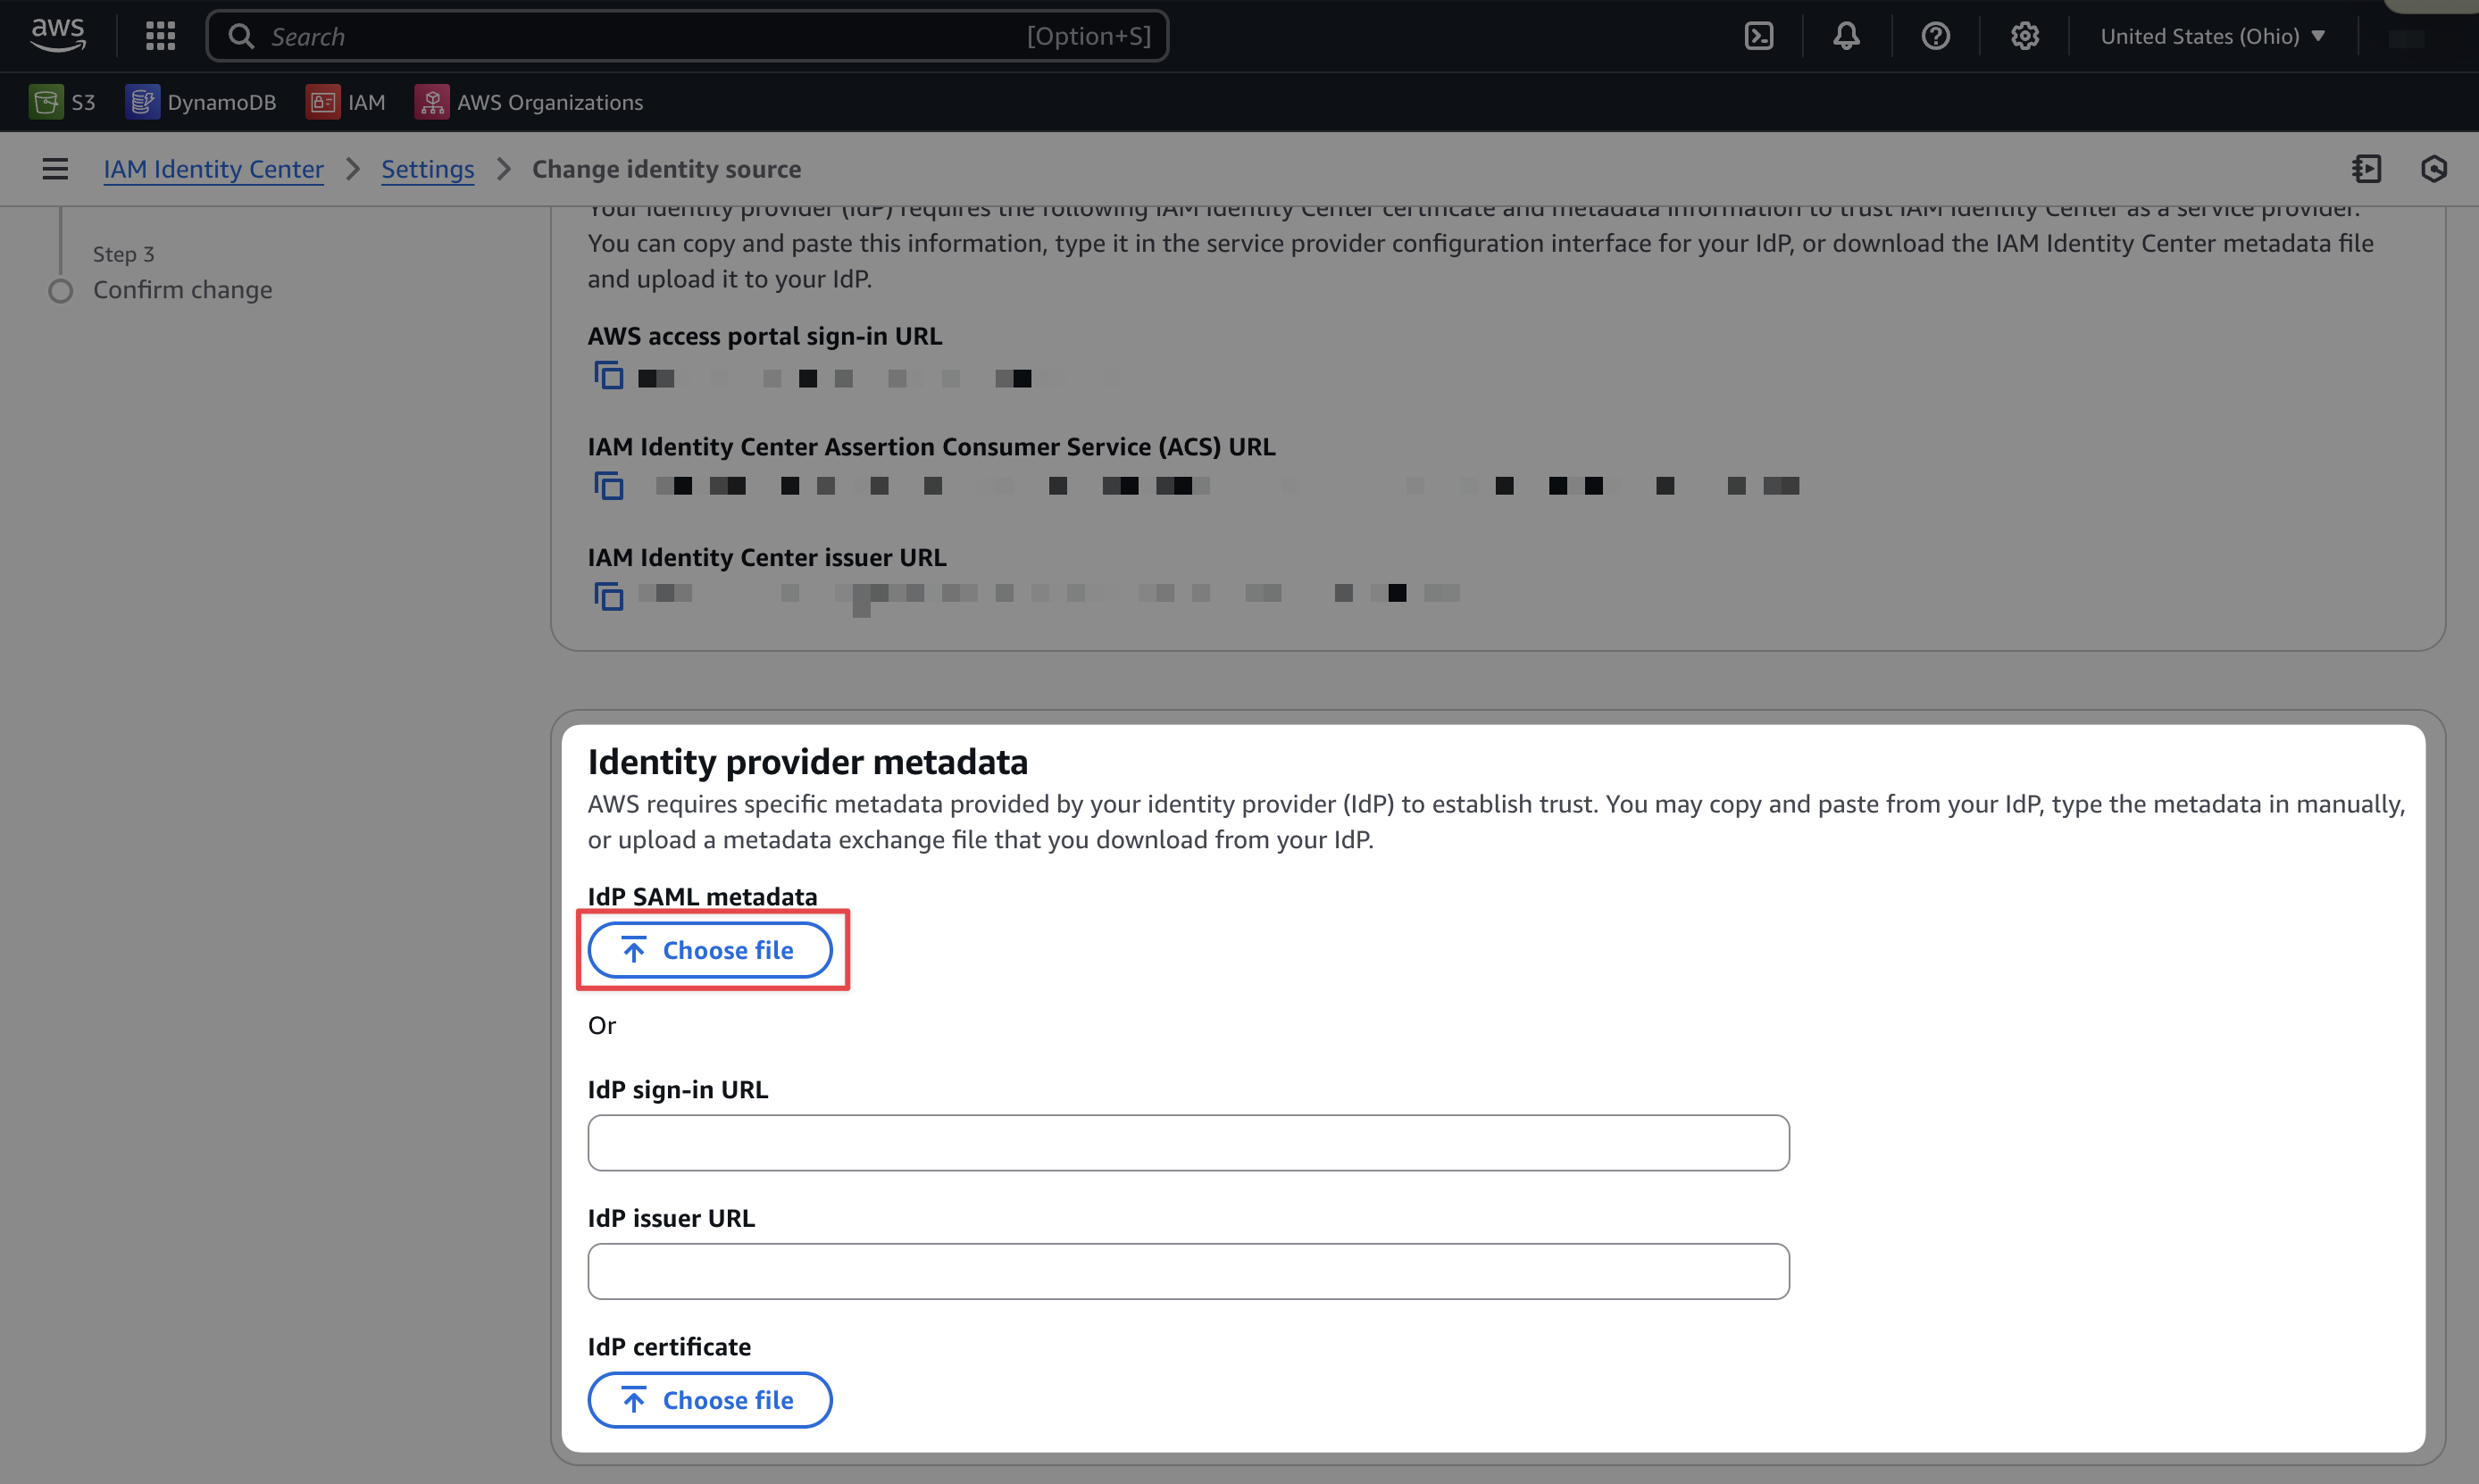 aws
Search
[Option+S]
United States (Ohio)
S3
DynamoDB
IAM
AWS Organizations
IAM Identity Center
Settings
Change identity source
Step 3
Confirm change
Your identity provider (IdP) requires the following IAM Identity Center certificate and metadata information to trust IAM Identity Center as a service provider.
You can copy and paste this information, type it in the service provider configuration interface for your IdP, or download the IAM Identity Center metadata file
and upload it to your IdP.
AWS access portal sign-in URL
IAM Identity Center Assertion Consumer Service (ACS) URL
IAM Identity Center issuer URL
Identity provider metadata
AWS requires specific metadata provided by your identity provider (IdP) to establish trust. You may copy and paste from your IdP, type the metadata in manually,
or upload a metadata exchange file that you download from your IdP.
IdP SAML metadata
Choose file
Or
IdP sign-in URL
IdP issuer URL
IdP certificate
Choose file